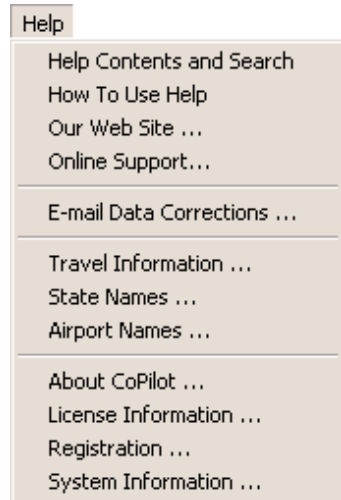 Help
Help Contents and Search
How To Use Help
Our Web Site ...
Online Support...
E-mail Data Corrections ...
Travel Information ...
State Names ...
Airport Names ...
About CoPilot ...
License Information ...
Registration ...
System Information ...